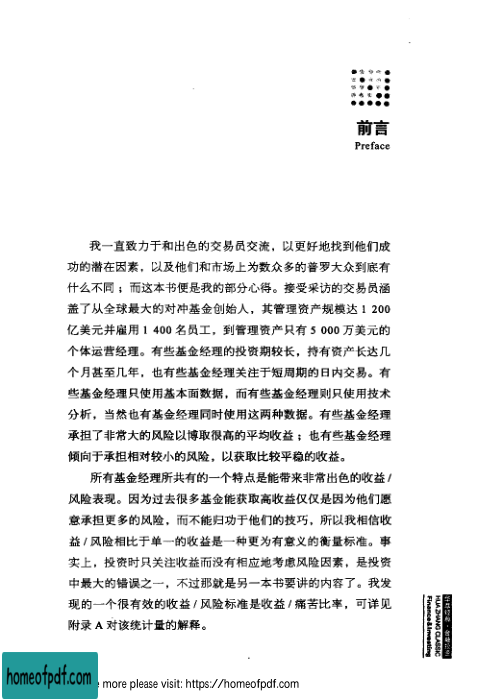 前言
Preface
我一直致力于和出色的交易员交流，以更好地找到他们成
功的潜在因素，以及他们和市场上为数众多的普罗大众到底有
什么不同；而这本书便是我的部分心得。接受采访的交易员涵
盖了从全球最大的对冲基金创始人，其管理资产规模达 1 200
亿美元并雇用 1 400 名员工，到管理资产只有 5 000 万美元的
个体运营经理。有些基金经理的投资期较长，持有资产长达几
个月甚至几年，也有些基金经理关注于短周期的日内交易。有
些基金经理只使用基本面数据，而有些基金经理则只使用技术
分析，当然也有基金经理同时使用这两种数据。有些基金经理
承担了非常大的风险以博取很高的平均收益；也有些基金经理
倾向于承担相对较小的风险，以获取比较平稳的收益。
所有基金经理所共有的一个特点是能带来非常出色的收益 /
风险表现。因为过去很多基金能获取高收益仅仅是因为他们愿
意承担更多的风险，而不能归功于他们的技巧，所以我相信收
益 / 风险相比于单一的收益是一种更为有意义的衡量标准。事
实上，投资时只关注收益而没有相应地考虑风险因素，是投资
中最大的错误之一，不过那就是另一本书要讲的内容了。我发
现的一个很有效的收益 / 风险标准是收益 / 痛苦比率，可详见
附录 A 对该统计量的解释。
HUA ZHANG CLASSIC
Finance & Investing
homeofpdf.com
more please visit: https://homeofpdf.com